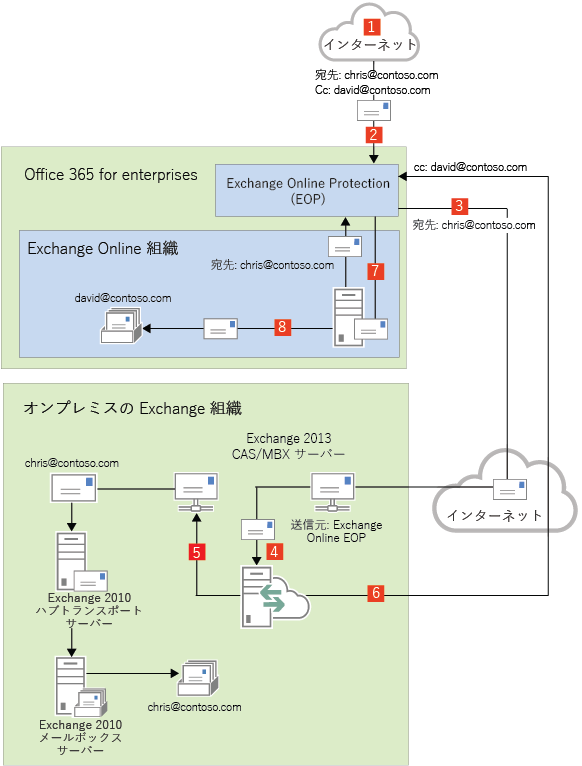 1
インターネット
宛先: chris@contoso.com
Cc: david@contoso.com
2
Office 365 for enterprises
Exchange Online Protection
(EOP)
cc: david@contoso.com
3
宛先: chris@contoso.com
Exchange Online 組織
宛先: chris@contoso.com
7
david@contoso.com
8
オンプレミスの Exchange 組織
Exchange 2013
CAS/MBX サーバー
chris@contoso.com
送信元: Exchange
Online EOP
インターネット
5
4
6
Exchange 2010
ハブトランスポート
サーバー
chris@contoso.com
Exchange 2010
メールボックス
サーバー